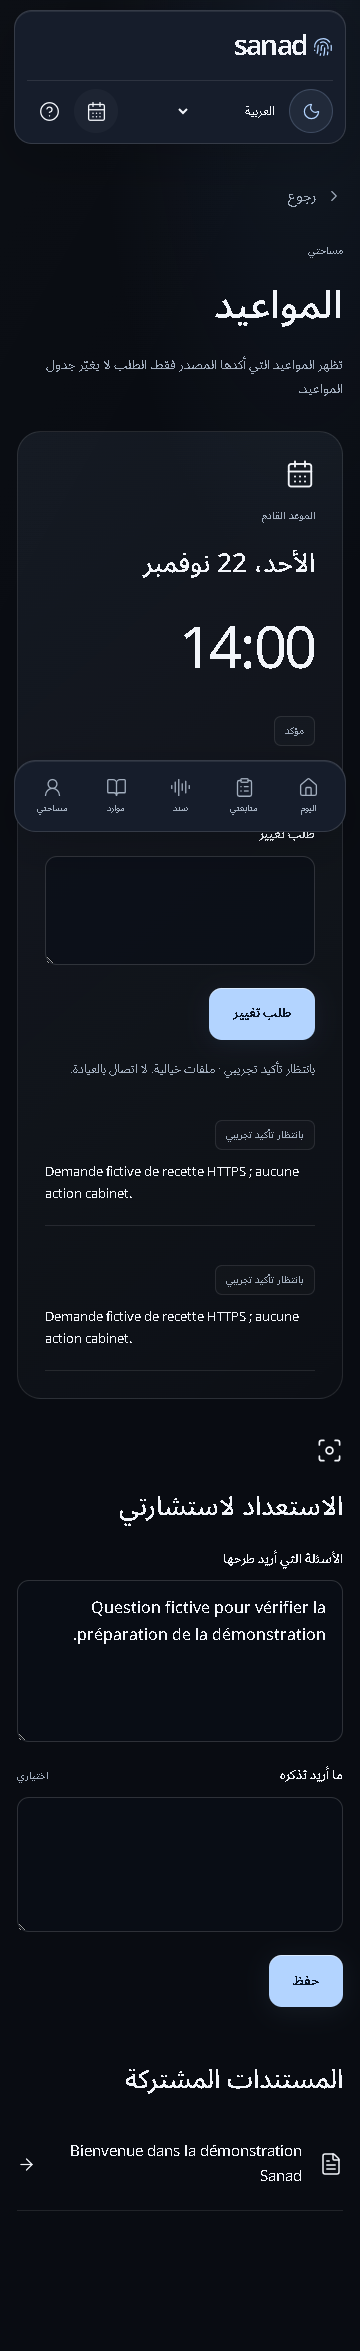 sanad
العربية
رجوع
مساحتي
المواعيد
تظهر المواعيد التي أكدها المصدر فقط. الطلب لا يغيّر جدول
المواعيد.
الموعد القادم
الأحد، 22 نوفمبر
14:00
مؤكد
اليوم
متابعتي
سند
موارد
مساحتي
طلب تغيير
طلب تغيير
بانتظار تأكيد تجريبي · ملفات خيالية. لا اتصال بالعيادة.
بانتظار تأكيد تجريبي
Demande fictive de recette HTTPS ; aucune
action cabinet.
بانتظار تأكيد تجريبي
Demande fictive de recette HTTPS ; aucune
action cabinet.
الاستعداد لاستشارتي
الأسئلة التي أريد طرحها
Question fictive pour vérifier la
préparation de la démonstration.
ما أريد تذكره
اختياري
حفظ
المستندات المشتركة
Bienvenue dans la démonstration
Sanad